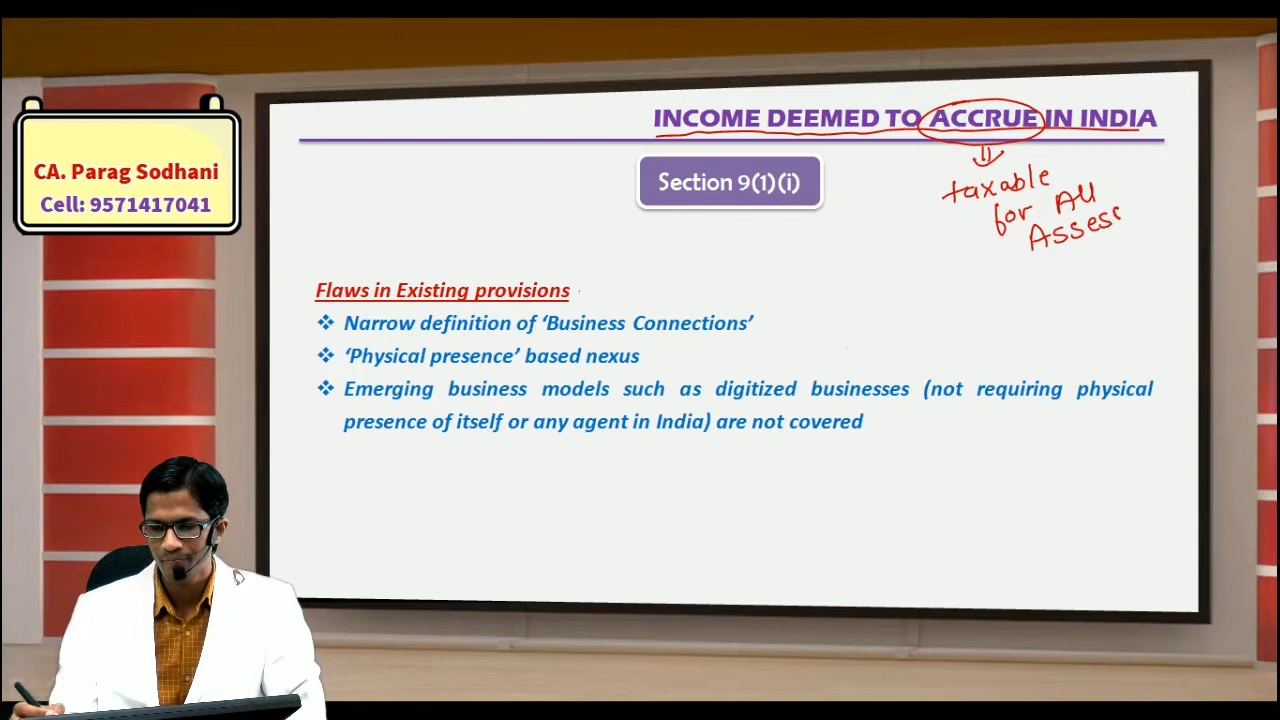 CA. Parag Sodhani
Cell: 9571417041
INCOME DEEMED TO ACCRUE IN INDIA
Section 9(1)(i)
taxable
for All
Assess
Flaws in Existing provisions
❖ Narrow definition of ‘Business Connections’
❖ ‘Physical presence’ based nexus
❖ Emerging business models such as digitized businesses (not requiring physical
presence of itself or any agent in India) are not covered